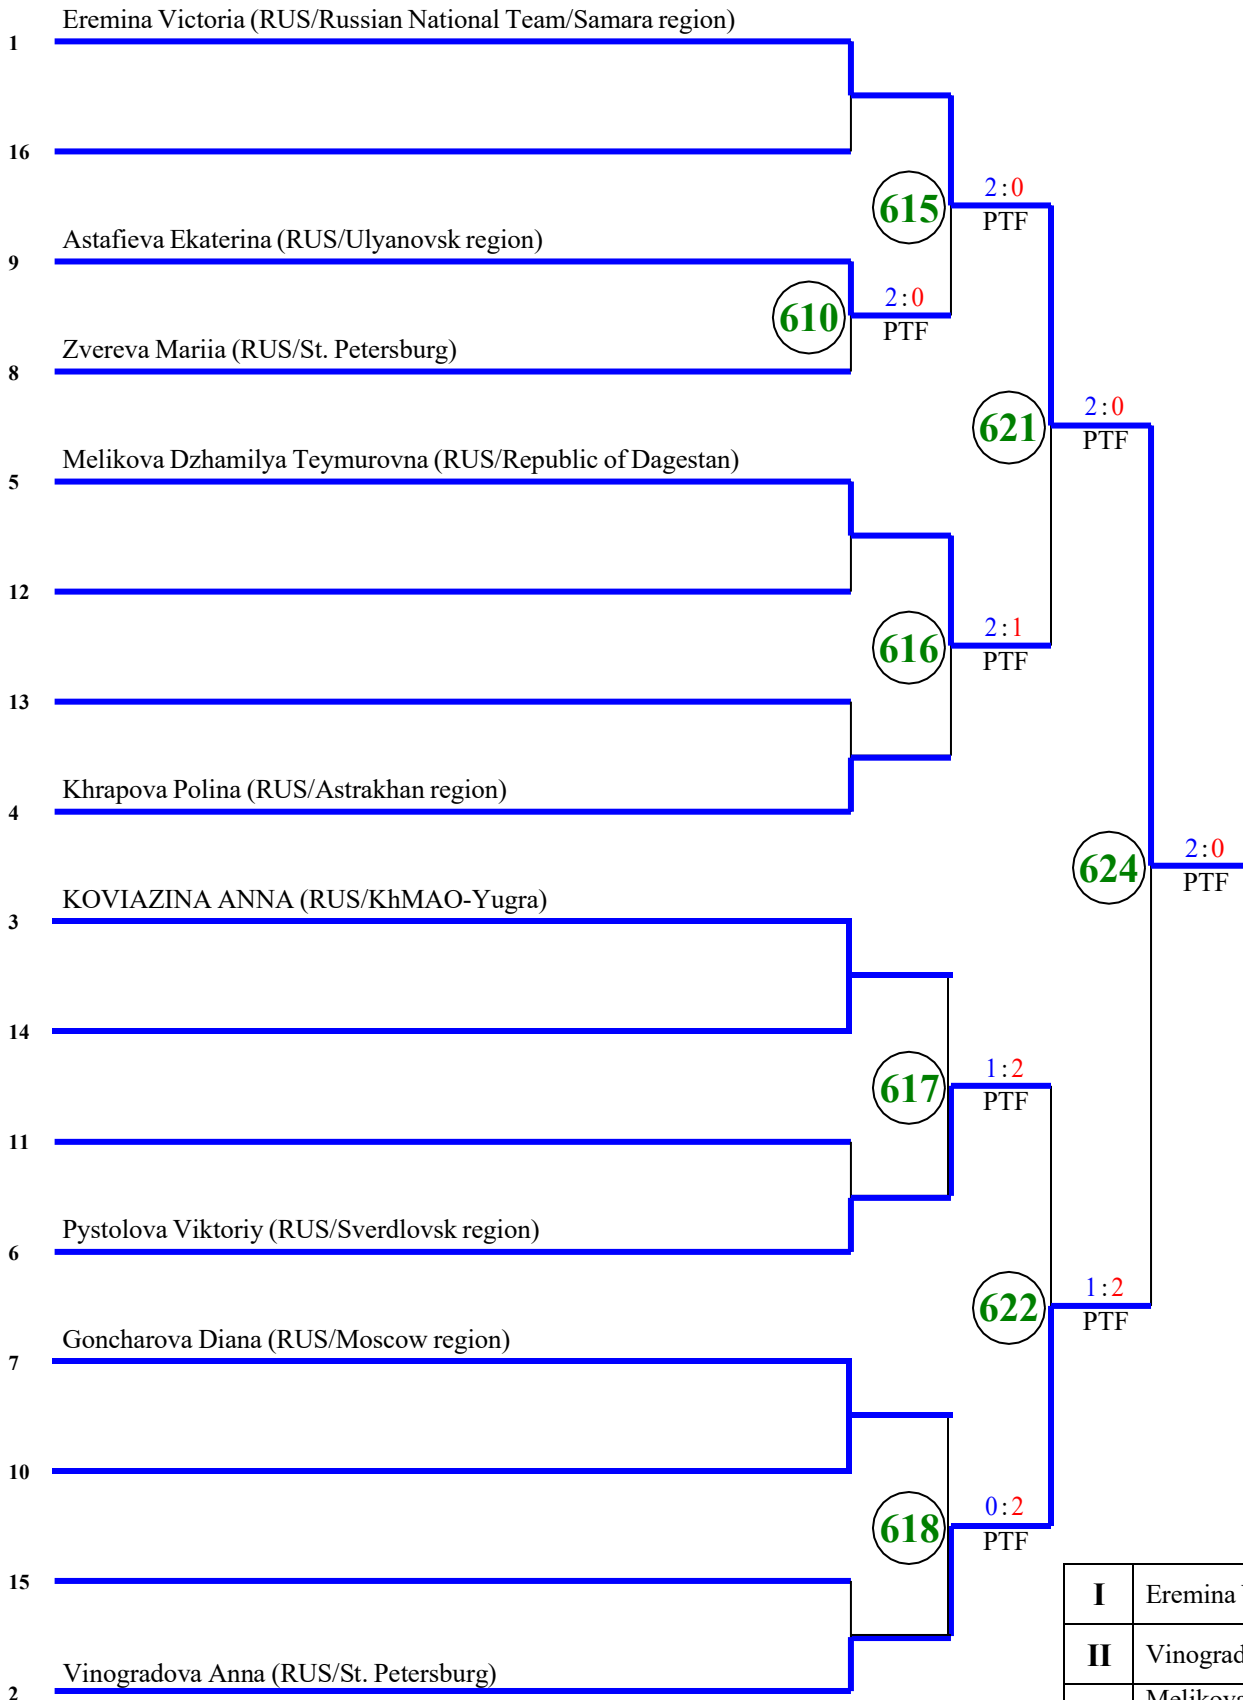 Eremina Victoria (RUS/Russian National Team/Samara region)
1
16
2:0
615
PTF
Astafieva Ekaterina (RUS/Ulyanovsk region)
9
2:0
610
PTF
Zvereva Mariia (RUS/St. Petersburg)
8
2:0
621
PTF
Melikova Dzhamilya Teymurovna (RUS/Republic of Dagestan)
5
12
2:1
616
PTF
13
Khrapova Polina (RUS/Astrakhan region)
4
2:0
624
PTF
KOVIAZINA ANNA (RUS/KhMAO-Yugra)
3
14
1:2
617
PTF
11
Pystolova Viktoriy (RUS/Sverdlovsk region)
6
1:2
622
PTF
Goncharova Diana (RUS/Moscow region)
7
10
0:2
618
PTF
15
I Eremina
II Vinograd
Vinogradova Anna (RUS/St. Petersburg)
2
Melikova